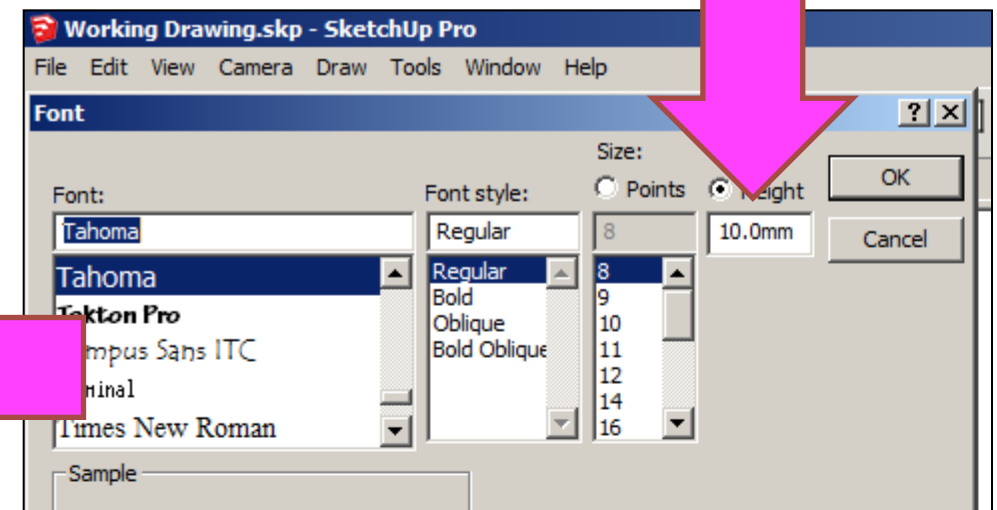 Working Drawing.skp - SketchUp Pro
File Edit View Camera Draw Tools Window Help
Font
Size:
Font: Font style: Points OK
Tahoma Regular 8 10.0mm Cancel
Tahoma Regular 8
Bold 9
Pro Oblique 10
Sans ITC Bold Oblique 11
12
14
Times New Roman 16
Sample